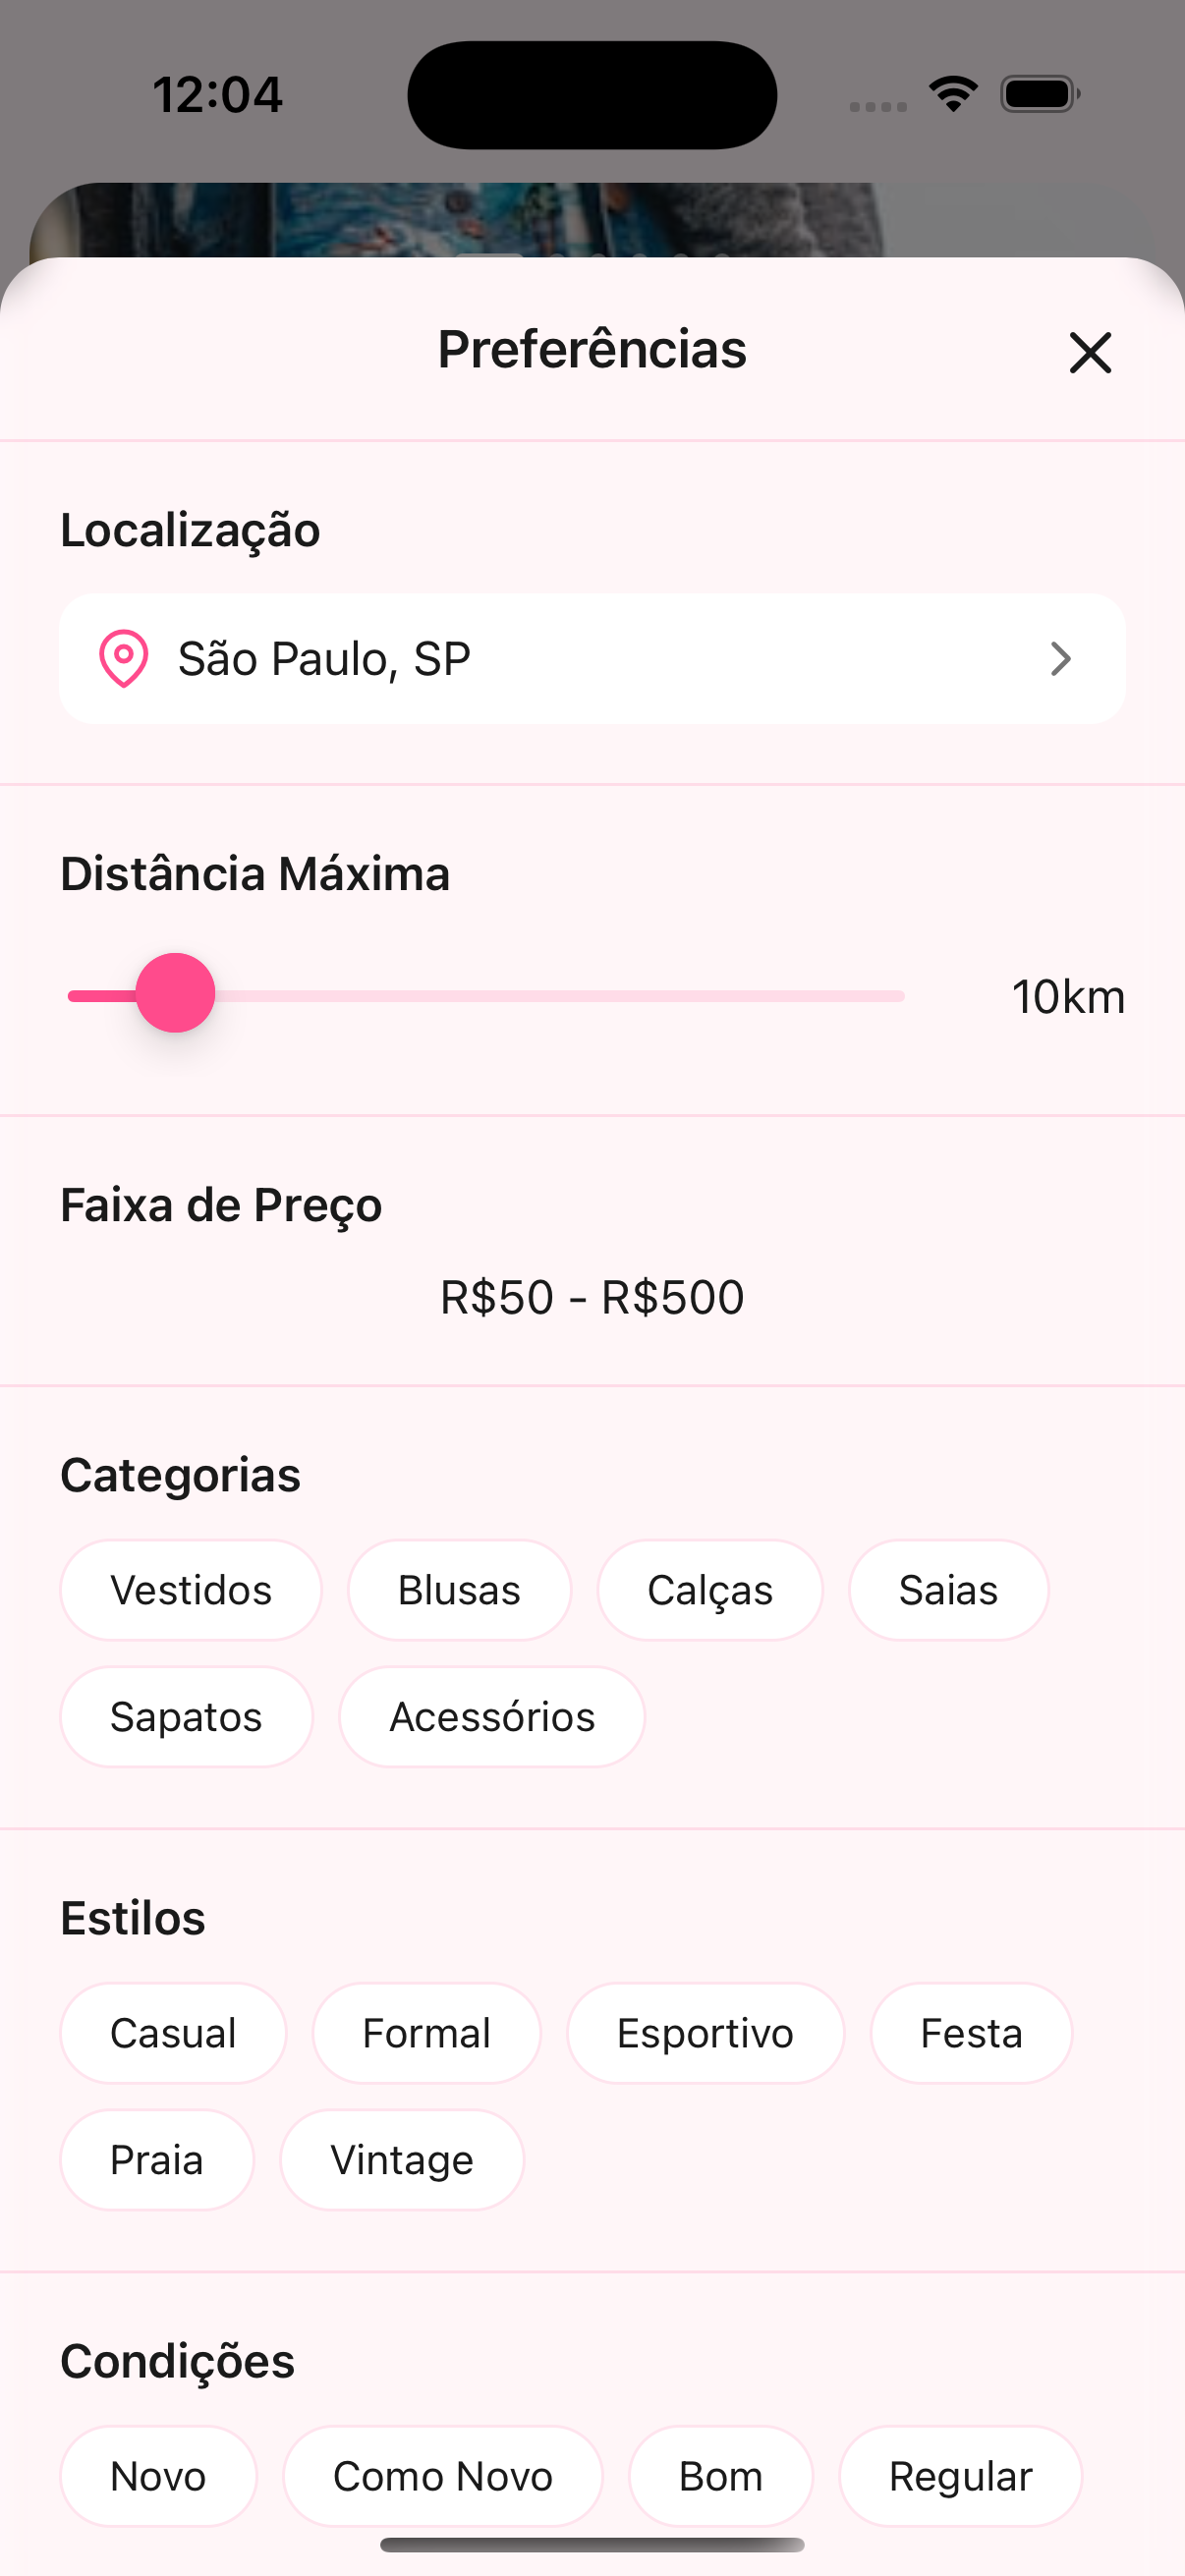 12:04
Preferências
Localização
São Paulo, SP
Distância Máxima
10km
Faixa de Preço
R$50 - R$500
Categorias
Vestidos Blusas Calças Saias
Sapatos Acessórios
Estilos
Casual Formal Esportivo Festa
Praia Vintage
Condições
Novo Como Novo Bom Regular